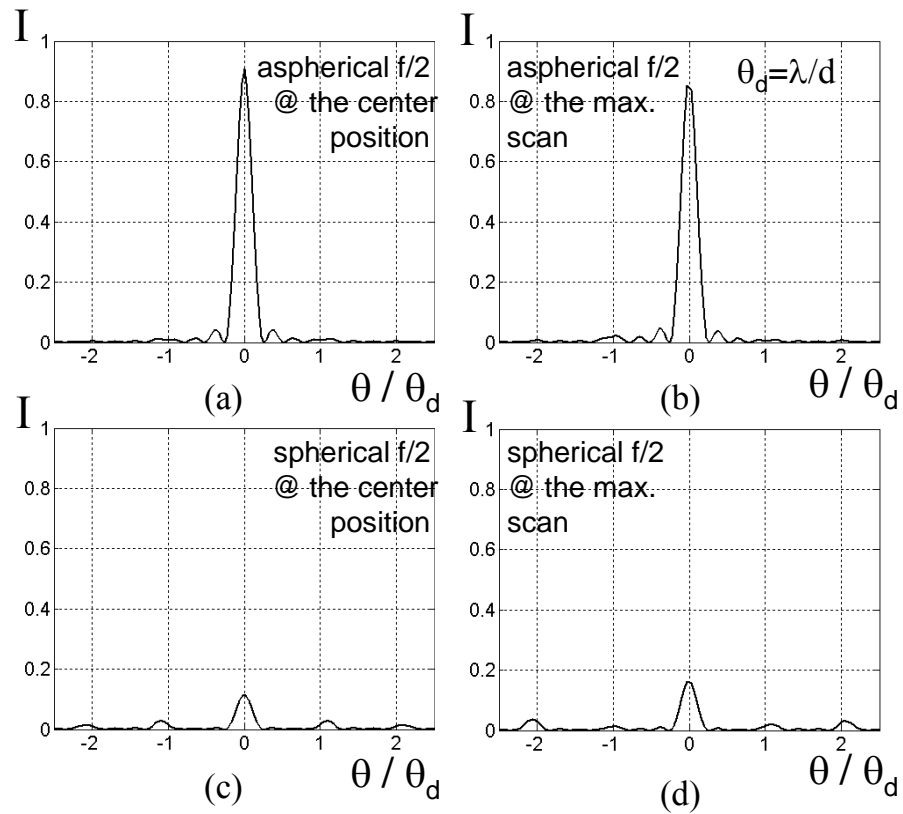 I
1
0.8
0.6
0.4
0.2
0
-2
-1
0
1
2
aspherical f/2
@ the center
position
θ / θd
(a)
I
1
0.8
0.6
0.4
0.2
0
-2
-1
0
1
2
aspherical f/2
@ the max.
scan
θd=λ/d
θ / θd
(b)
I
1
0.8
0.6
0.4
0.2
0
-2
-1
0
1
2
spherical f/2
@ the center
position
θ / θd
(c)
I
1
0.8
0.6
0.4
0.2
0
-2
-1
0
1
2
spherical f/2
@ the max.
scan
θ / θd
(d)